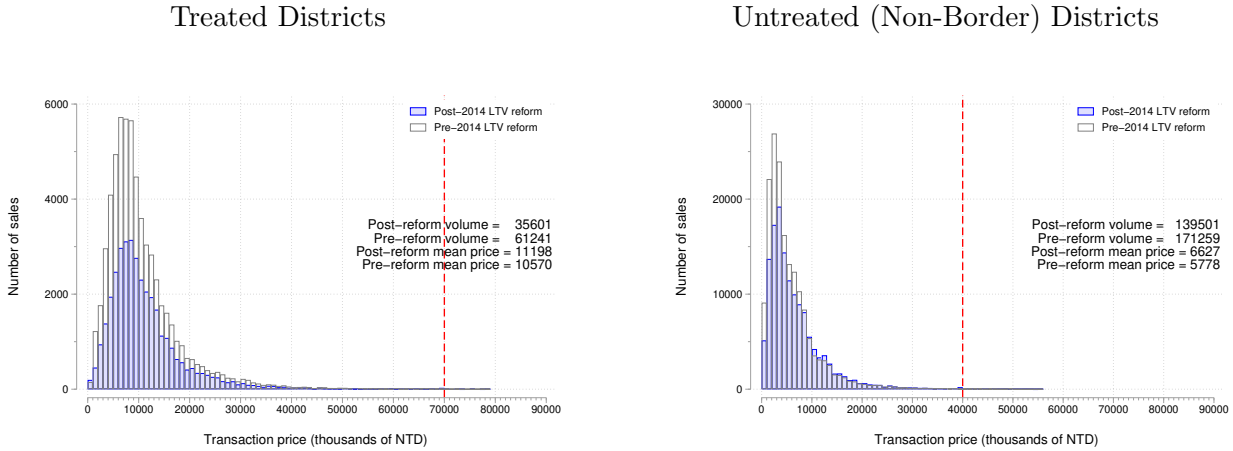 Treated Districts
Number of sales
6000
4000
2000
0
Post−2014 LTV reform
Pre−2014 LTV reform
Post−reform volume = 35601
Pre−reform volume = 61241
Post−reform mean price = 11198
Pre−reform mean price = 10570
0 10000 20000 30000 40000 50000 60000 70000 80000 90000
Transaction price (thousands of NTD)
Untreated (Non-Border) Districts
Number of sales
30000
20000
10000
0
Post−2014 LTV reform
Pre−2014 LTV reform
Post−reform volume = 139501
Pre−reform volume = 171259
Post−reform mean price = 6627
Pre−reform mean price = 5778
0 10000 20000 30000 40000 50000 60000 70000 80000 90000
Transaction price (thousands of NTD)